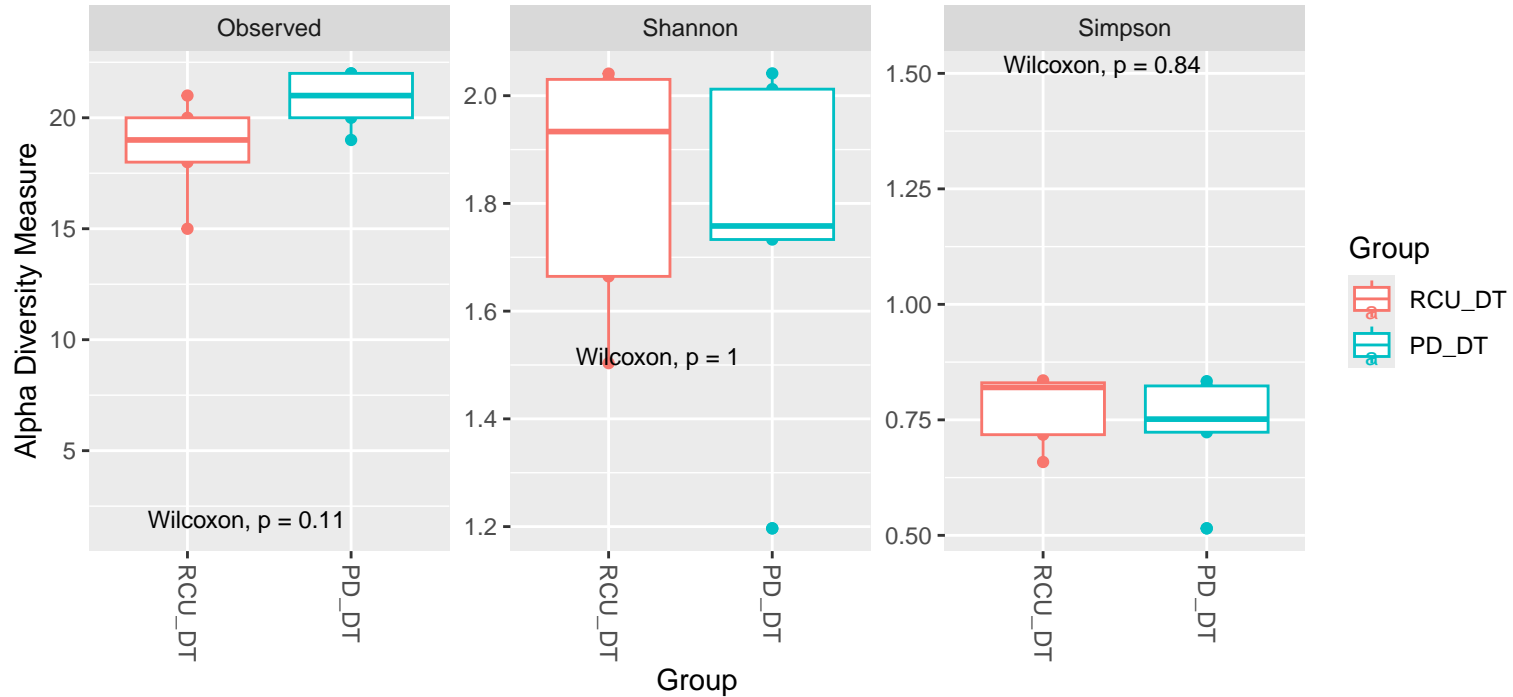 Observed
Shannon
Simpson
Alpha Diversity Measure
20
15
10
5
Wilcoxon, p = 0.11
2.0
1.8
1.6
1.4
1.2
Wilcoxon, p = 1
1.50
1.25
1.00
0.75
0.50
Wilcoxon, p = 0.84
RCU_DT
PD_DT
RCU_DT
PD_DT
RCU_DT
PD_DT
Group
Group
a
RCU_DT
a
PD_DT